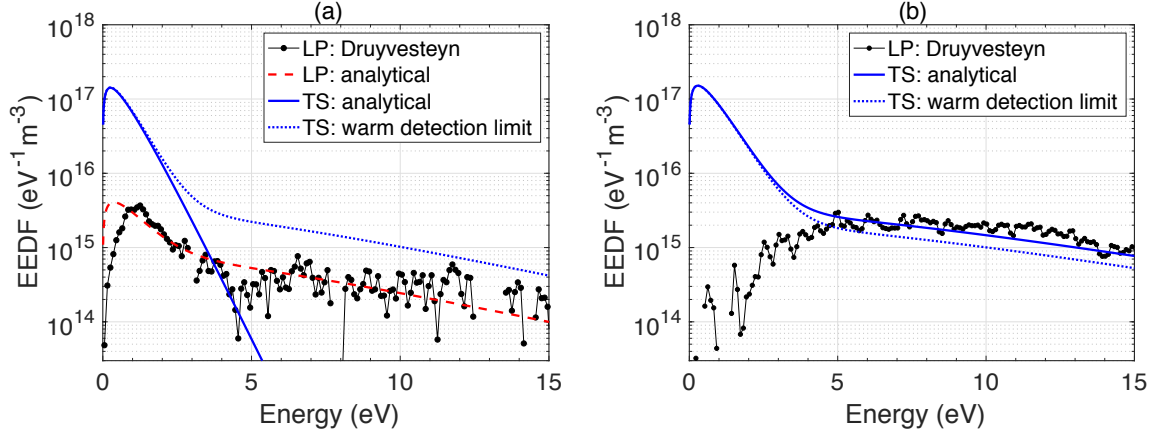 (a)
10^18
10^17
10^16
10^15
10^14
EEDF (eV^-1 m^-3)
0
5
10
15
Energy (eV)
LP: Druyvesteyn
LP: analytical
TS: analytical
TS: warm detection limit
(b)
10^18
10^17
10^16
10^15
10^14
EEDF (eV^-1 m^-3)
0
5
10
15
Energy (eV)
LP: Druyvesteyn
TS: analytical
TS: warm detection limit